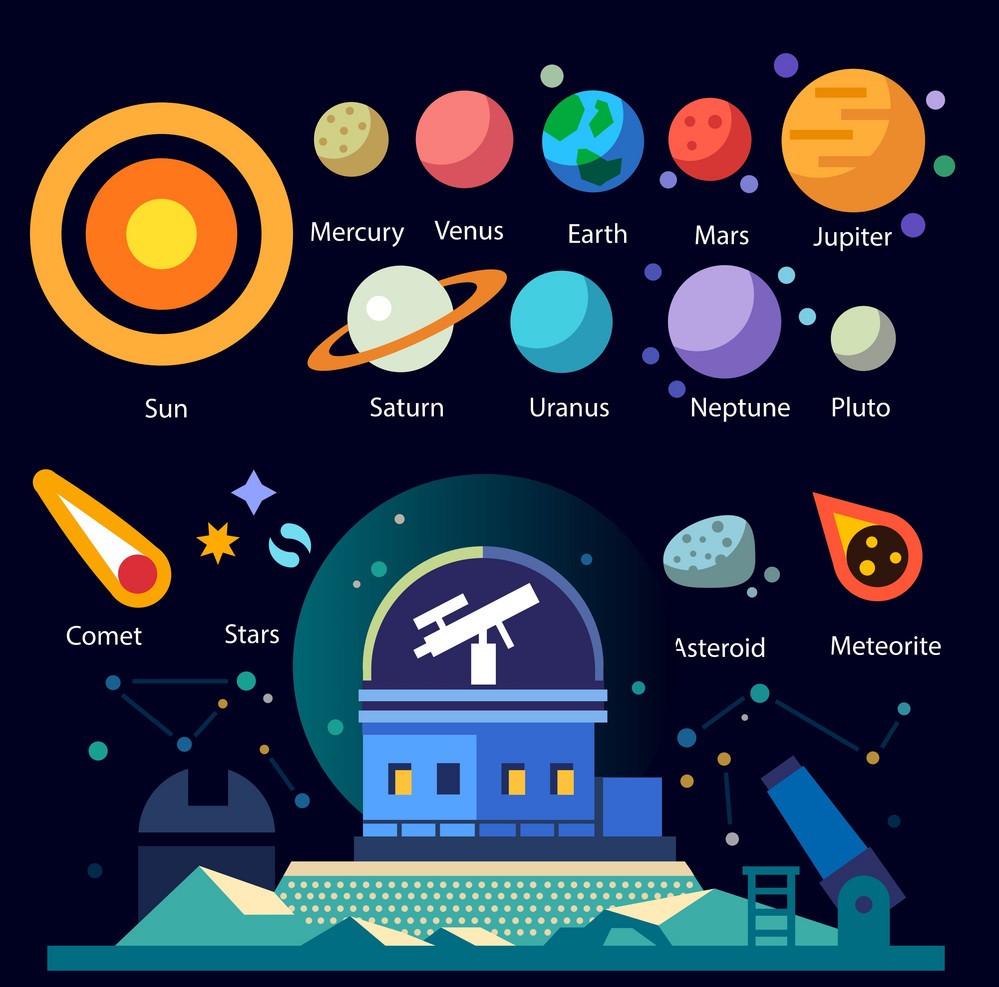 Mercury
Venus
Earth
Mars
Jupiter
Sun
Saturn
Uranus
Neptune
Pluto
Comet
Stars
Asteroid
Meteorite